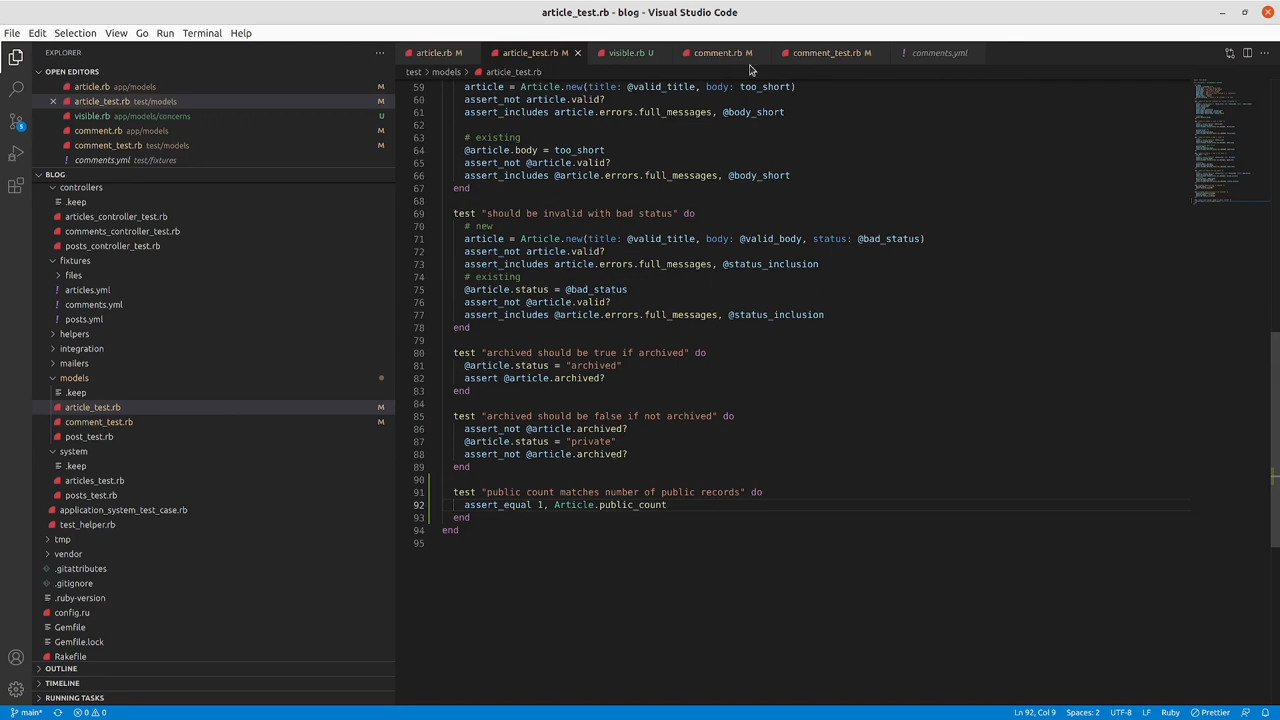 article_test.rb - blog - Visual Studio Code
File Edit Selection View Go Run Terminal Help
EXPLORER
article.rb M article_test.rb M visible.rb U comment.rb M comment_test.rb M comments.yml
OPEN EDITORS
article.rb app/models M
article_test.rb test/models M
visible.rb app/models/concerns U
comment.rb app/models M
comment_test.rb test/models M
comments.yml test/fixtures
BLOG
controllers
.keep
articles_controller_test.rb
comments_controller_test.rb
posts_controller_test.rb
fixtures
files
articles.yml
comments.yml
posts.yml
helpers
integration
mailers
models
.keep
article_test.rb M
comment_test.rb M
post_test.rb
system
.keep
articles_test.rb
posts_test.rb
application_system_test_case.rb
test_helper.rb
tmp
vendor
.gitattributes
.gitignore
.ruby-version
config.ru
Gemfile
Gemfile.lock
Rakefile
OUTLINE
TIMELINE
RUNNING TASKS
test > models > article_test.rb
59 article = Article.new(title: @valid_title, body: too_short)
60 assert_not article.valid?
61 assert_includes article.errors.full_messages, @body_short
62
63 # existing
64 @article.body = too_short
65 assert_not @article.valid?
66 assert_includes @article.errors.full_messages, @body_short
67 end
68
69 test "should be invalid with bad status" do
70 # new
71 article = Article.new(title: @valid_title, body: @valid_body, status: @bad_status)
72 assert_not article.valid?
73 assert_includes article.errors.full_messages, @status_inclusion
74 # existing
75 @article.status = @bad_status
76 assert_not @article.valid?
77 assert_includes @article.errors.full_messages, @status_inclusion
78 end
79
80 test "archived should be true if archived" do
81 @article.status = "archived"
82 assert @article.archived?
83 end
84
85 test "archived should be false if not archived" do
86 assert_not @article.archived?
87 @article.status = "private"
88 assert_not @article.archived?
89 end
90
91 test "public count matches number of public records" do
92 assert_equal 1, Article.public_count
93 end
94 end
95
main* 0 0 Ln 92, Col 9 Spaces: 2 UTF-8 LF Ruby Prettier